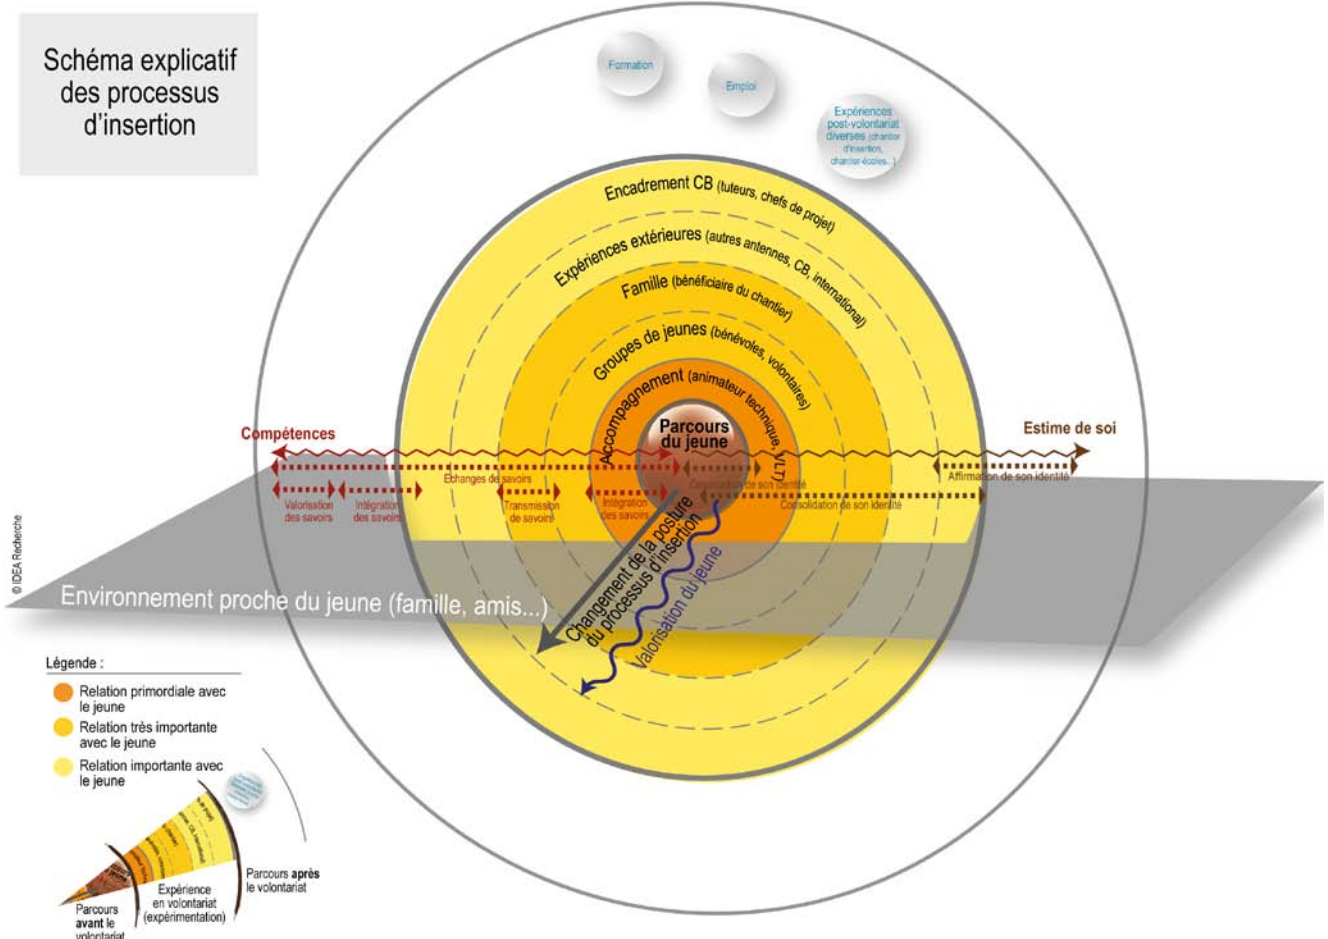 Schéma explicatif
des processus
d'insertion
Formation
Emploi
Expériences
post-volontariat
diverses (chantier
d'insertion,
chantier-écoles...)
Encadrement CB (tuteurs, chefs de projet)
Expériences extérieures (autres antennes, CB, international)
Famille (bénéficiaire du chantier)
Groupes de jeunes (bénévoles, volontaires)
Accompagnement (animateur technique, VLT)
Parcours
du jeune
Compétences
Estime de soi
Echanges de savoirs
Construction de son identité
Affirmation de son identité
Valorisation
des savoirs
Intégration
des savoirs
Transmission
de savoirs
Intégration
des savoirs
Consolidation de son identité
Changement de la posture
du processus d'insertion
Valorisation du jeune
Environnement proche du jeune (famille, amis...)
© IDEA Recherche
Légende :
Relation primordiale avec
le jeune
Relation très importante
avec le jeune
Relation importante avec
le jeune
Parcours après
le volontariat
Expérience
en volontariat
(expérimentation)
Parcours
avant le
volontariat